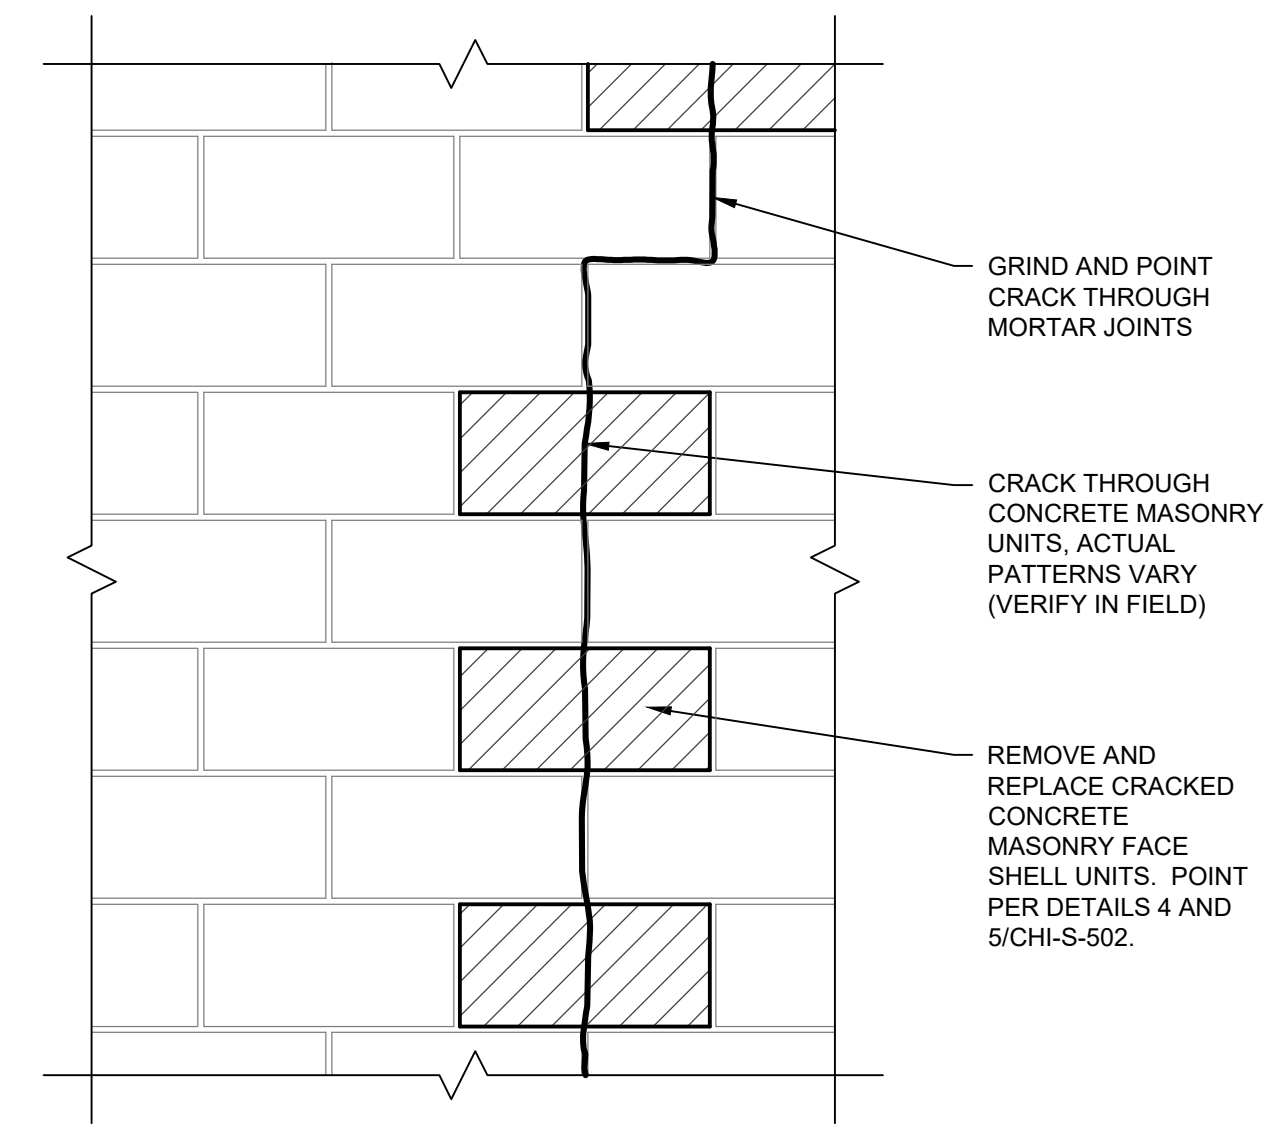 GRIND AND POINT
CRACK THROUGH
MORTAR JOINTS
CRACK THROUGH
CONCRETE MASONRY
UNITS, ACTUAL
PATTERNS VARY
(VERIFY IN FIELD)
REMOVE AND
REPLACE CRACKED
CONCRETE
MASONRY FACE
SHELL UNITS.  POINT
PER DETAILS 4 AND
5/CHI-S-502.